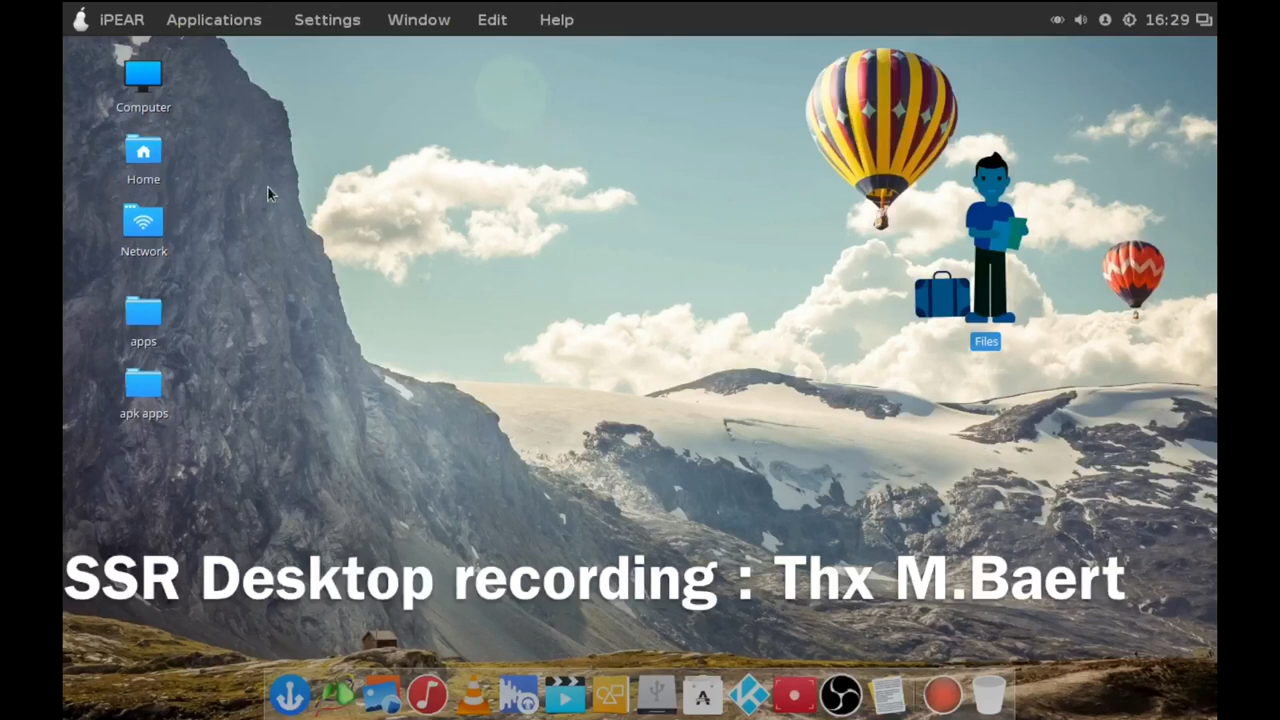 iPEAR Applications Settings Window Edit Help 16:29
Computer
Home
Network
apps
apk apps
Files
SSR Desktop recording : Thx M.Baert